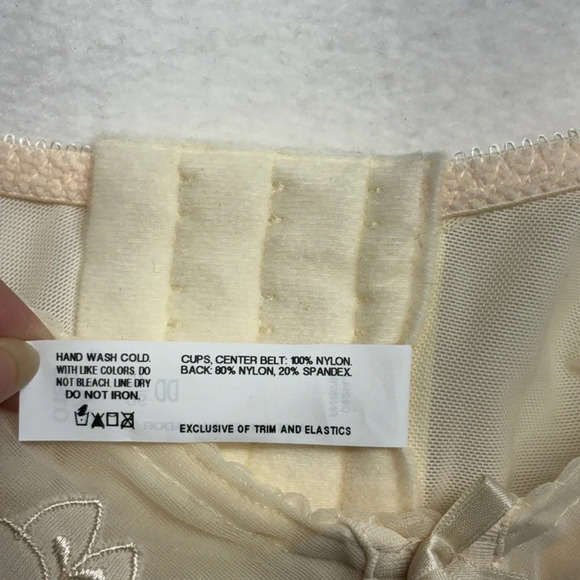 HAND WASH COLD.
WITH LIKE COLORS, DO
NOT BLEACH. LINE DRY
DO NOT IRON.
CUPS, CENTER BELT: 100% NYLON.
BACK: 80% NYLON, 20% SPANDEX.
DD
EXCLUSIVE OF TRIM AND ELASTICS